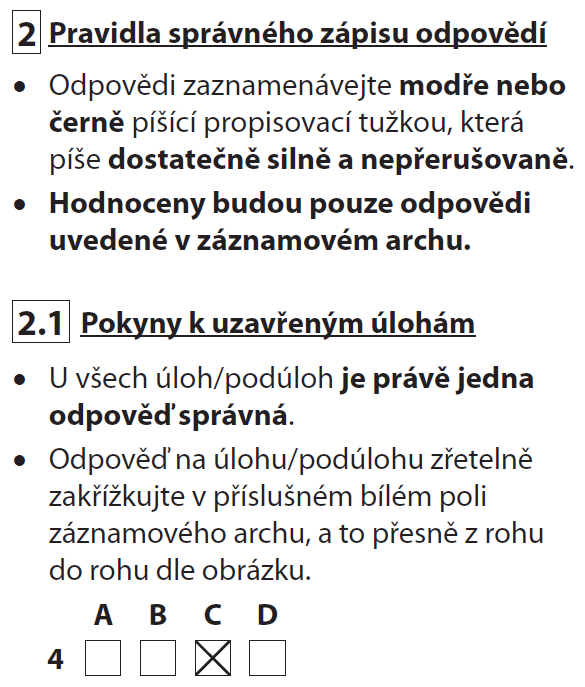 2 Pravidla správného zápisu odpovědí
• Odpovědi zaznamenávejte modře nebo
černě píšící propisovací tužkou, která
píše dostatečně silně a nepřerušovaně.
• Hodnoceny budou pouze odpovědi
uvedené v záznamovém archu.
2.1 Pokyny k uzavřeným úlohám
• U všech úloh/podúloh je právě jedna
odpověď správná.
• Odpověď na úlohu/podúlohu zřetelně
zakřížkujte v příslušném bílém poli
záznamového archu, a to přesně z rohu
do rohu dle obrázku.
A B C D
4